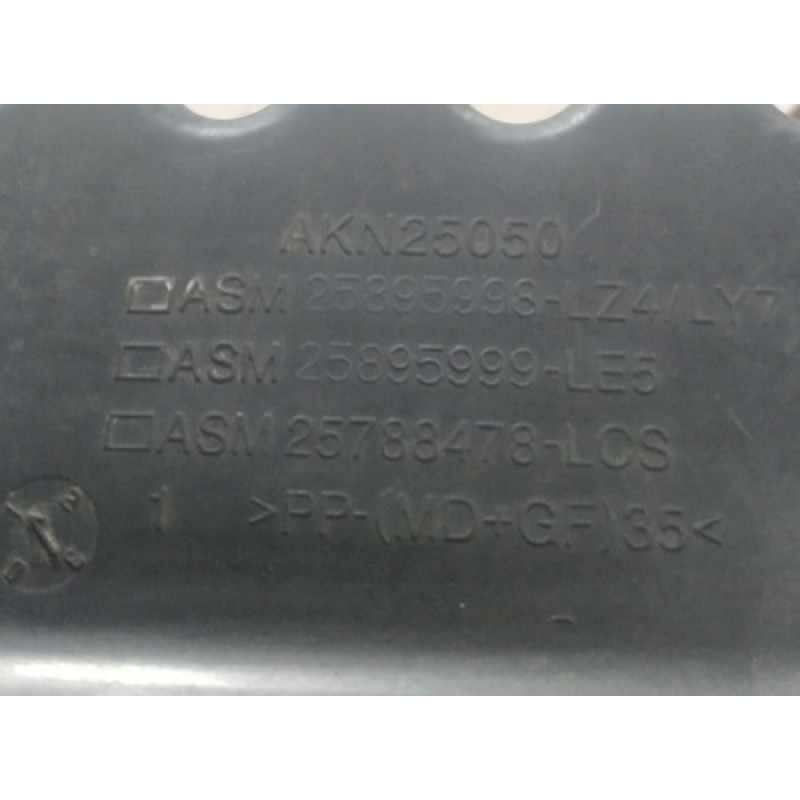 AKN25050
ASM 25895998-LZ4/LY7
ASM 25895999-LE5
ASM 25788478-LCS
1 >PP-(MD+GF)35<